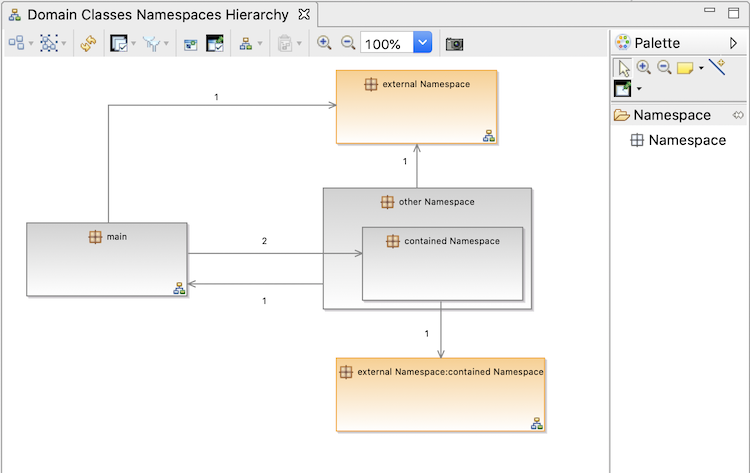 Domain Classes Namespaces Hierarchy
100%
Palette
Namespace
Namespace
external Namespace
1
1
other Namespace
main
2
contained Namespace
1
1
external Namespace:contained Namespace